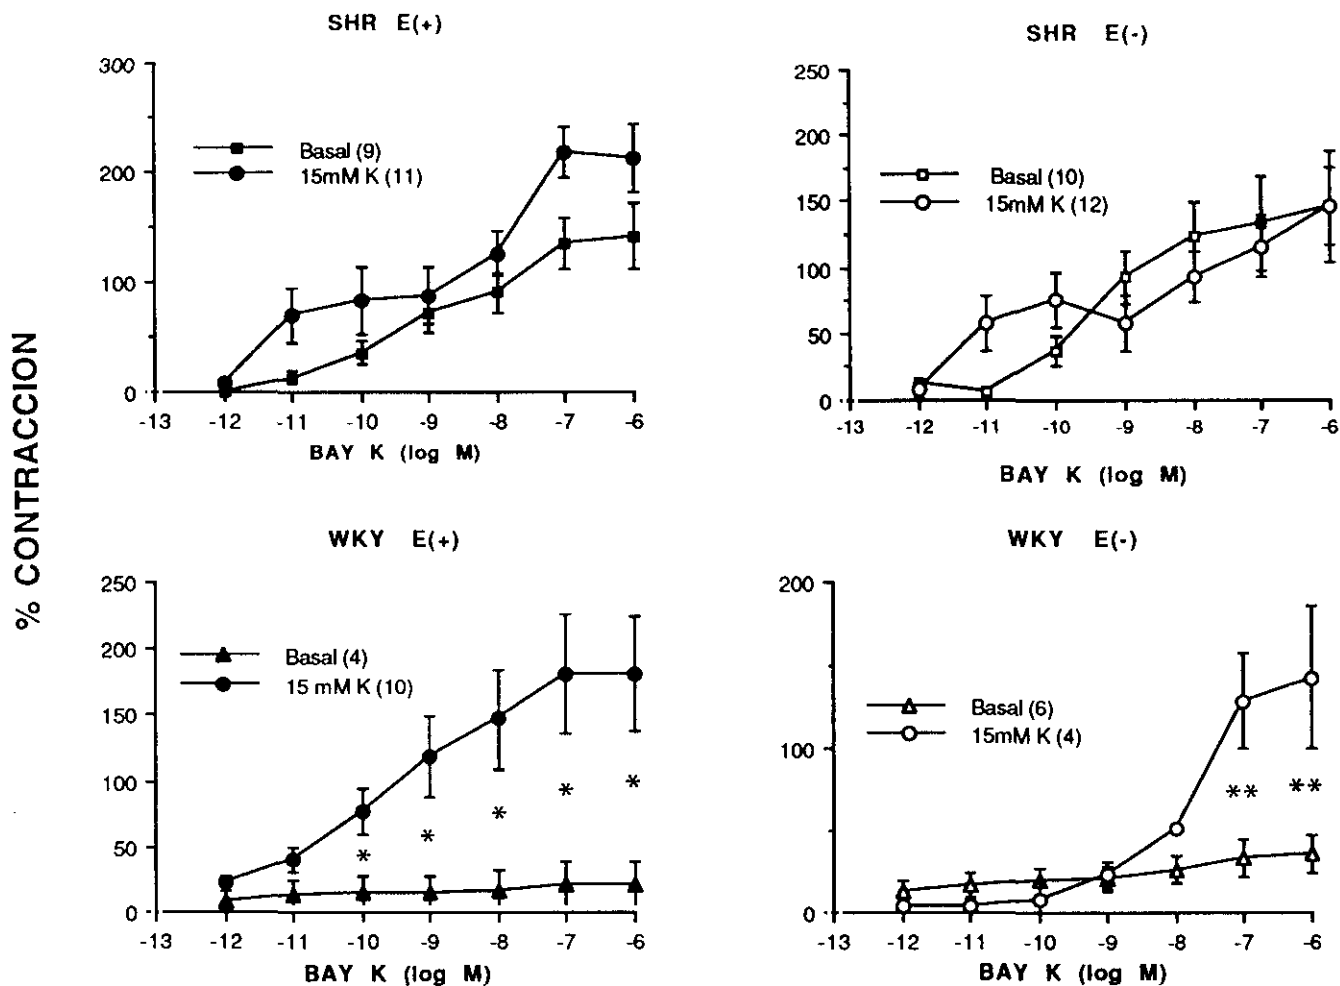 % CONTRACCION
SHR E(+)
300
200
100
0
Basal (9)
15mM K (11)
-13 -12 -11 -10 -9 -8 -7 -6
BAY K (log M)
SHR E(-)
250
200
150
100
50
0
Basal (10)
15mM K (12)
-13 -12 -11 -10 -9 -8 -7 -6
BAY K (log M)
WKY E(+)
250
200
150
100
50
0
Basal (4)
15 mM K (10)
* * * * *
-13 -12 -11 -10 -9 -8 -7 -6
BAY K (log M)
WKY E(-)
200
100
0
Basal (6)
15mM K (4)
** **
-13 -12 -11 -10 -9 -8 -7 -6
BAY K (log M)